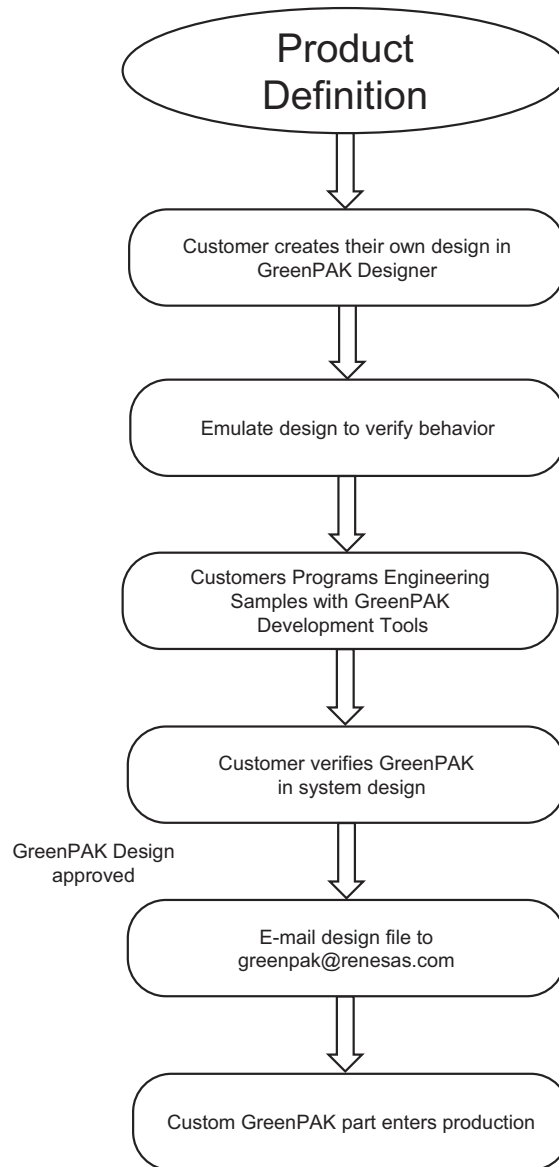 Product
Definition
Customer creates their own design in
GreenPAK Designer
Emulate design to verify behavior
Customers Programs Engineering
Samples with GreenPAK
Development Tools
Customer verifies GreenPAK
in system design
GreenPAK Design
approved
E-mail design file to
greenpak@renesas.com
Custom GreenPAK part enters production